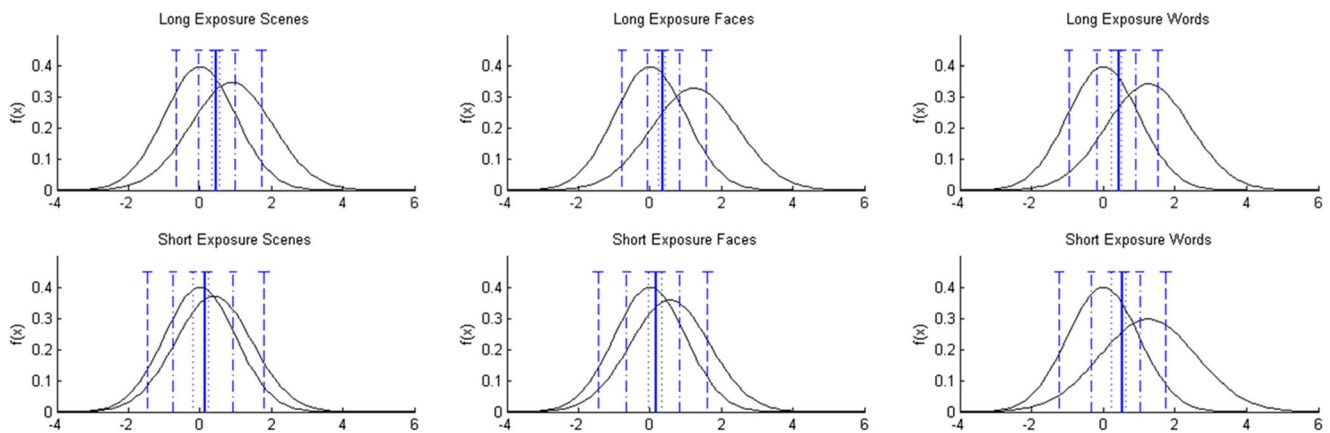 Long Exposure Scenes
f(x)
0.4
0.3
0.2
0.1
0
-4 -2 0 2 4 6
Long Exposure Faces
f(x)
0.4
0.3
0.2
0.1
0
-4 -2 0 2 4 6
Long Exposure Words
f(x)
0.4
0.3
0.2
0.1
0
-4 -2 0 2 4 6
Short Exposure Scenes
f(x)
0.4
0.3
0.2
0.1
0
-4 -2 0 2 4 6
Short Exposure Faces
f(x)
0.4
0.3
0.2
0.1
0
-4 -2 0 2 4 6
Short Exposure Words
f(x)
0.4
0.3
0.2
0.1
0
-4 -2 0 2 4 6